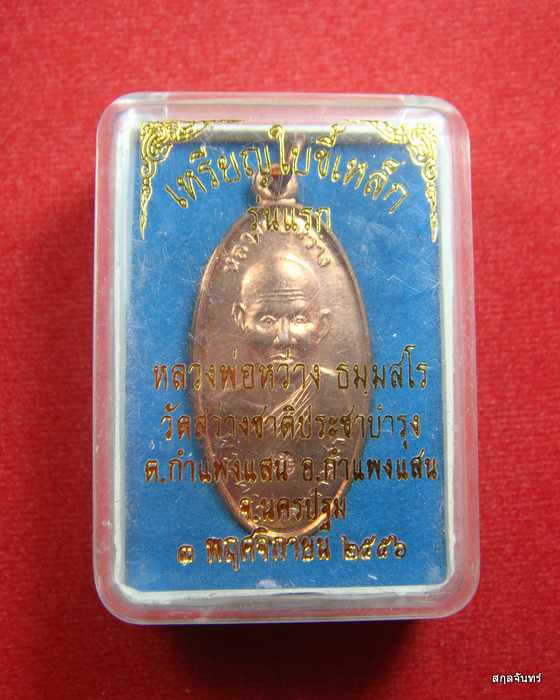 เหรียญใบขี้เหล็ก
รุ่นแรก
หลวงพ่อหว่าง ธมฺมสโร
วัดสว่างชาติประชาบำรุง
ต.กำแพงแสน อ.กำแพงแสน
จ.นครปฐม
๓ พฤศจิกายน ๒๕๕๖
สกุลจันทร์